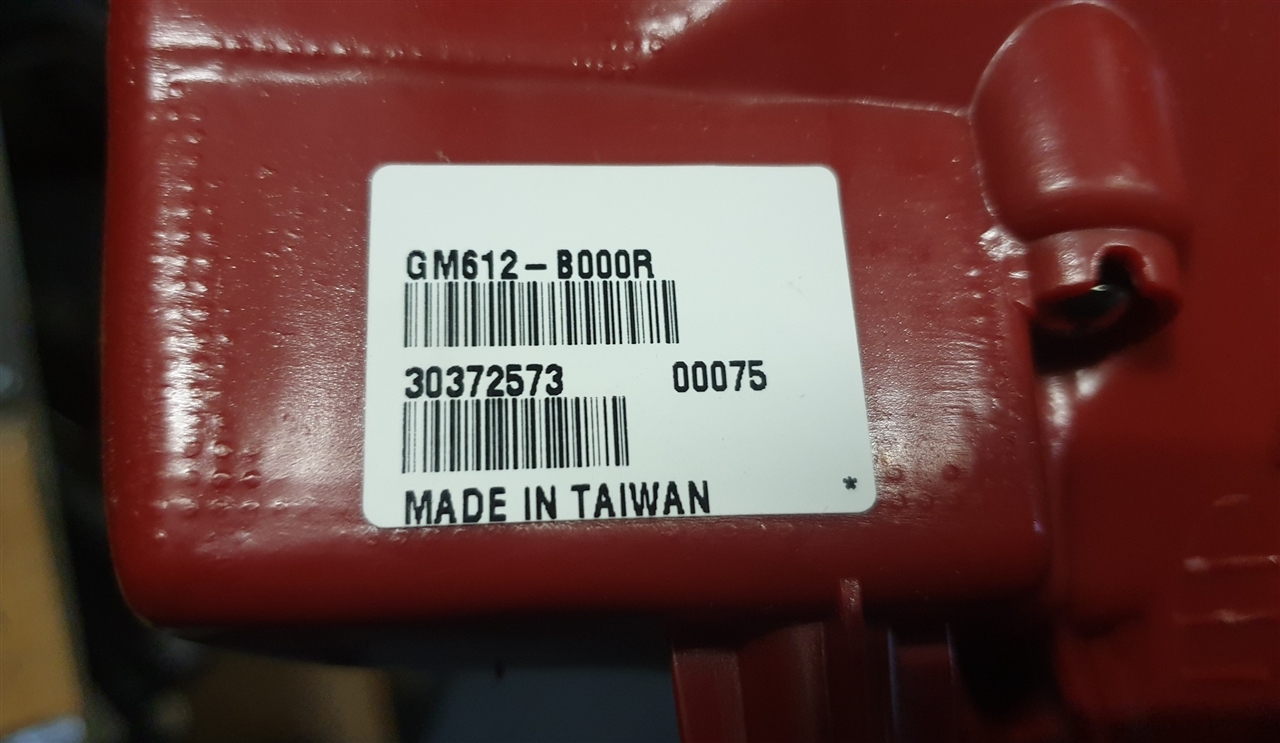 GM612-B000R
30372573 00075
MADE IN TAIWAN
*